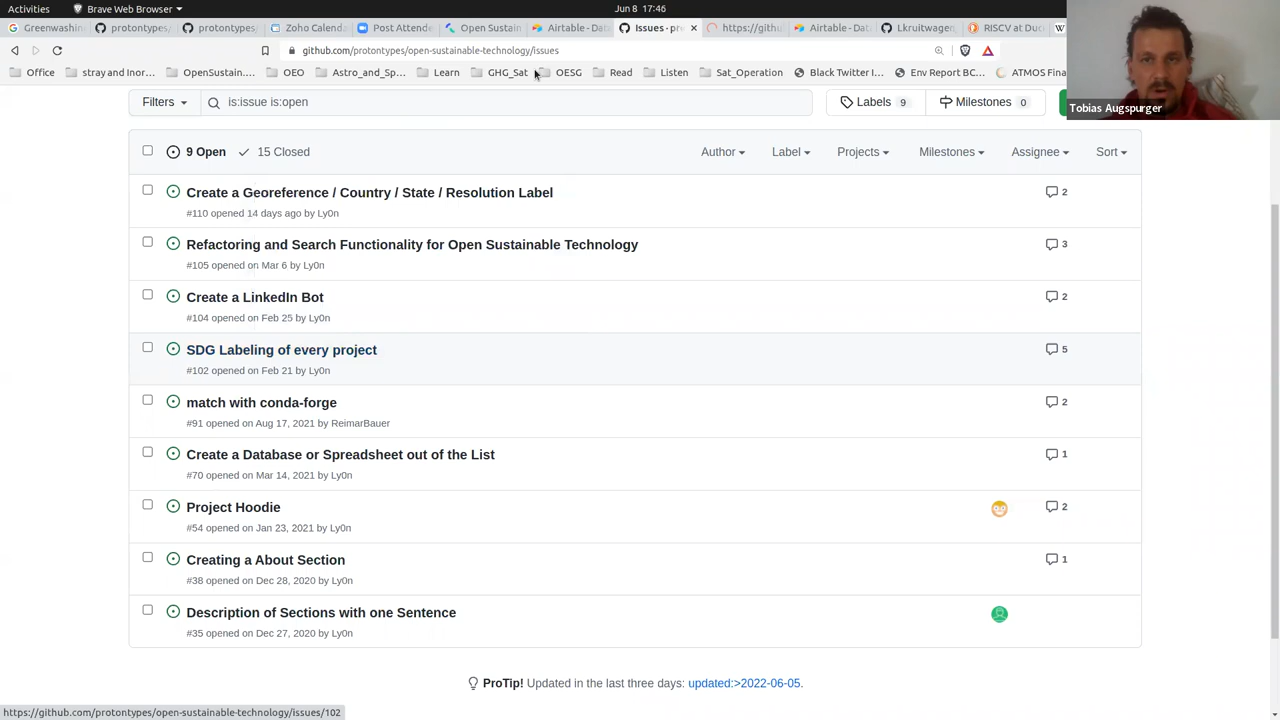 Activities
Brave Web Browser
Jun 8 17:46
Greenwashin
protontypes/
protontypes/
Zoho Calend
Post Attende
Open Sustain
Airtable - Dat
Issues · pro
https://githu
Airtable - Dat
Lkruitwagen
RISCV at Duc
github.com/protontypes/open-sustainable-technology/issues
Office
stray and Inor...
OpenSustain....
OEO
Astro_and_Sp...
Learn
GHG_Sat
OESG
Read
Listen
Sat_Operation
Black Twitter I...
Env Report BC...
ATMOS Fina
Tobias Augspurger
Filters
is:issue is:open
Labels 9
Milestones 0
9 Open
15 Closed
Author
Label
Projects
Milestones
Assignee
Sort
Create a Georeference / Country / State / Resolution Label
2
#110 opened 14 days ago by Ly0n
Refactoring and Search Functionality for Open Sustainable Technology
3
#105 opened on Mar 6 by Ly0n
Create a LinkedIn Bot
2
#104 opened on Feb 25 by Ly0n
SDG Labeling of every project
5
#102 opened on Feb 21 by Ly0n
match with conda-forge
2
#91 opened on Aug 17, 2021 by ReimarBauer
Create a Database or Spreadsheet out of the List
1
#70 opened on Mar 14, 2021 by Ly0n
Project Hoodie
2
#54 opened on Jan 23, 2021 by Ly0n
Creating a About Section
1
#38 opened on Dec 28, 2020 by Ly0n
Description of Sections with one Sentence
#35 opened on Dec 27, 2020 by Ly0n
ProTip! Updated in the last three days: updated:>2022-06-05.
https://github.com/protontypes/open-sustainable-technology/issues/102